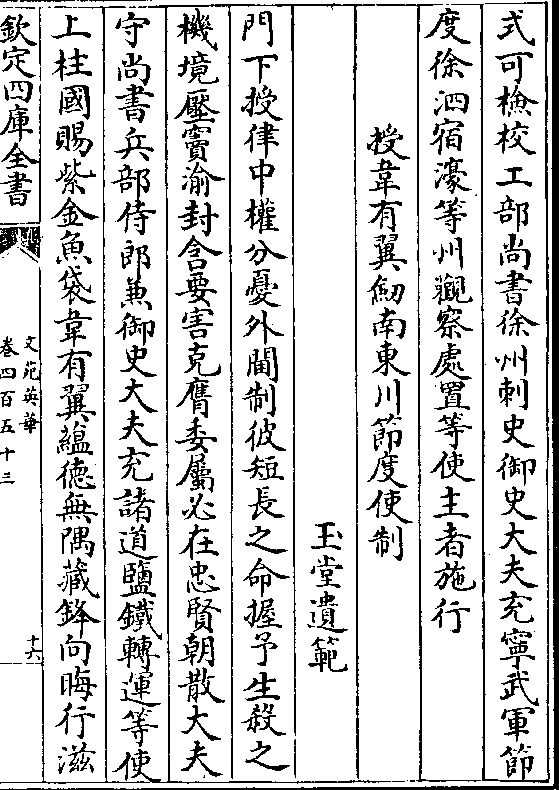 式可檢校工部尚書徐州刺史御史大夫充寧武軍節
度徐泗宿濠等州觀察處置等使主者施行
授韋有翼劒南東川節度使制
玉堂遺範
門下授律中權分憂外閫制彼短長之命握予生殺之
機境壓竇渝封含要害克膺委屬必在忠賢朝散大夫
守尚書兵部侍郎兼御史大夫充諸道鹽鐵轉運等使
上柱國賜紫金魚袋韋有翼藴德無隅藏鋒向晦行滋
欽定四庫全書
文苑英華
卷四百五十三
十六